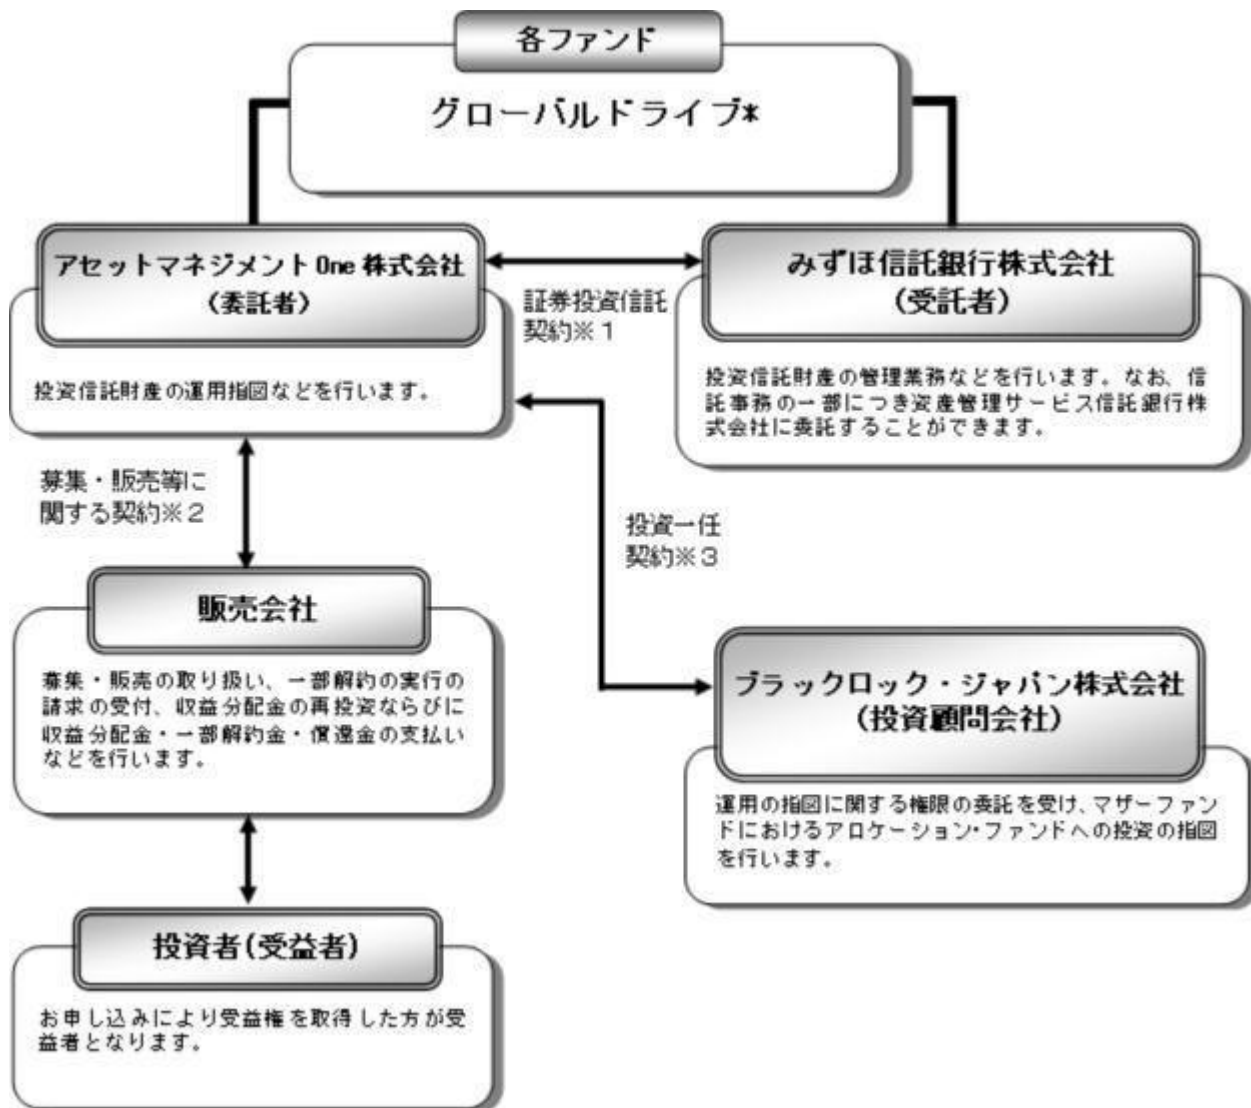 各ファンド
グローバルドライブ*
アセットマネジメントOne 株式会社
(委託者)
投資信託財産の運用指図などを行います。
証券投資信託
契約※1
みずほ信託銀行株式会社
(受託者)
投資信託財産の管理業務などを行います。なお、信
託事務の一部につき資産管理サービス信託銀行株
式会社に委託することができます。
募集・販売等に
関する契約※2
投資一任
契約※3
販売会社
募集・販売の取り扱い、一部解約の実行の
請求の受付、収益分配金の再投資ならびに
収益分配金・一部解約金・償還金の支払い
などを行います。
ブラックロック・ジャパン株式会社
(投資顧問会社)
運用の指図に関する権限の委託を受け、マザーファン
ドにおけるアロケーション・ファンドへの投資の指図
を行います。
投資者(受益者)
お申し込みにより受益権を取得した方が受
益者となります。